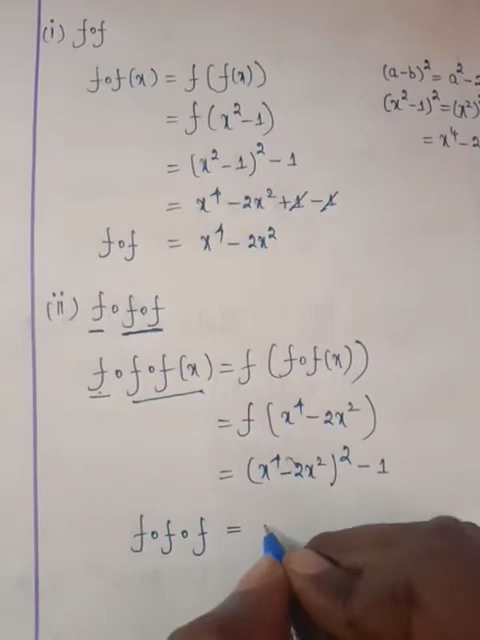 (i) fof
fof(x) = f(f(x))
= f(x²-1)
= (x²-1)² - 1
= x⁴ - 2x² + 1 - 1
fof = x⁴ - 2x²
(a-b)² = a² - 2
(x²-1)² = (x²)
= x⁴ - 2
(ii) fofof
fofof(x) = f(fof(x))
= f(x⁴ - 2x²)
= (x⁴ - 2x²)² - 1
fofof =